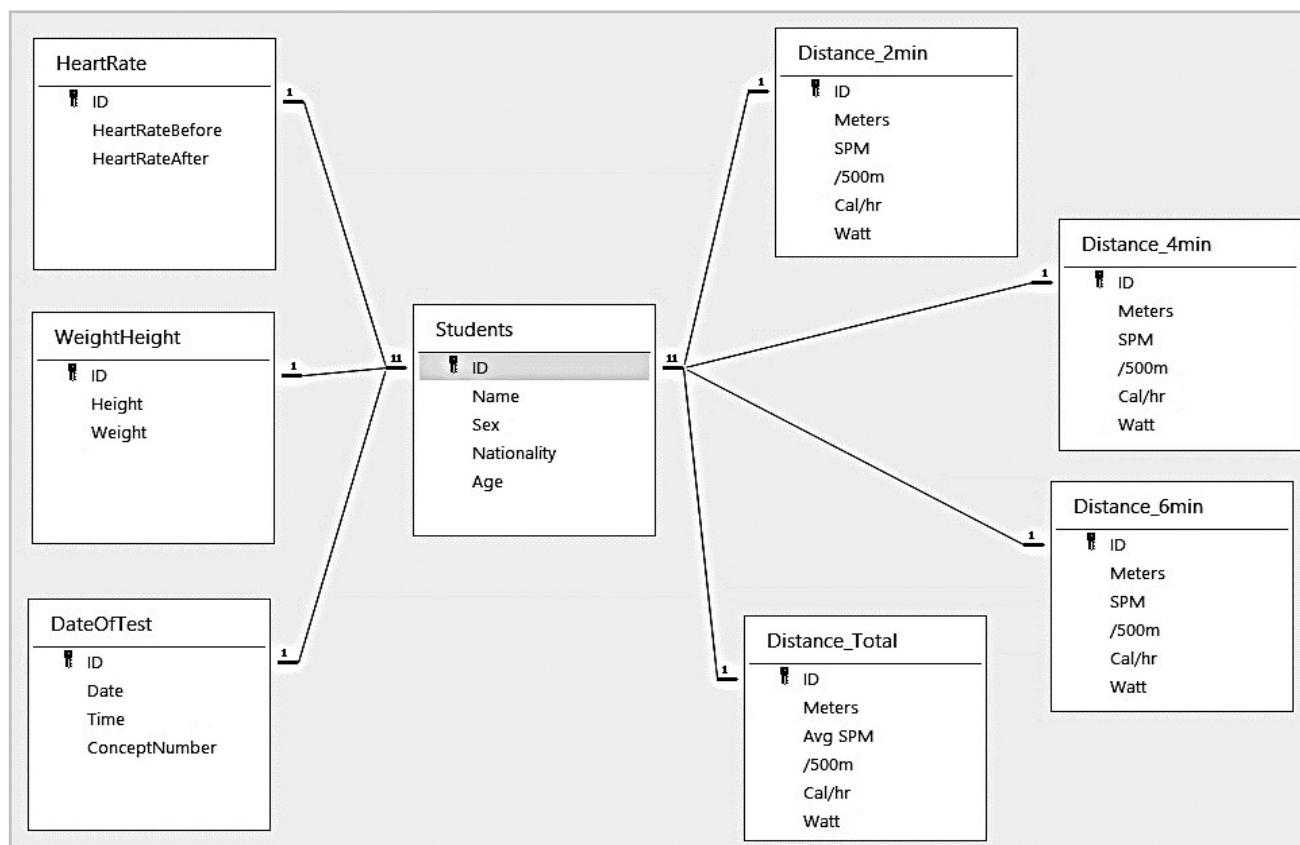 HeartRate
ID
HeartRateBefore
HeartRateAfter
1
WeightHeight
ID
Height
Weight
1
DateOfTest
ID
Date
Time
ConceptNumber
1
11
Students
ID
Name
Sex
Nationality
Age
11
1
Distance_2min
ID
Meters
SPM
/500m
Cal/hr
Watt
1
Distance_4min
ID
Meters
SPM
/500m
Cal/hr
Watt
1
Distance_6min
ID
Meters
SPM
/500m
Cal/hr
Watt
1
Distance_Total
ID
Meters
Avg SPM
/500m
Cal/hr
Watt